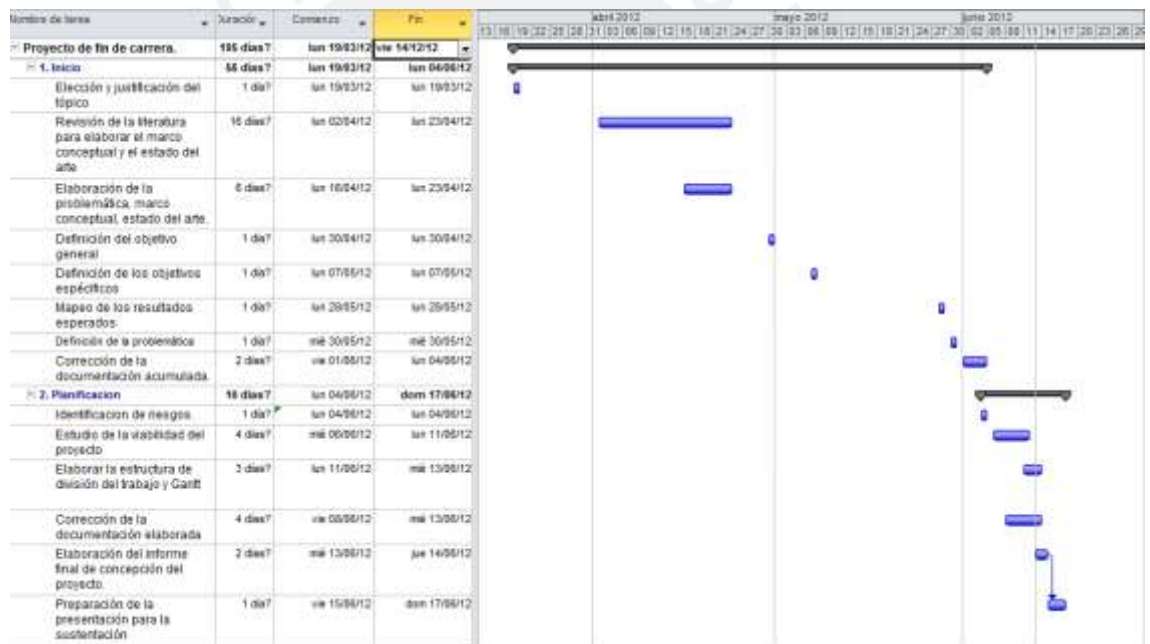 Nombre de tarea Duración Comienzo Fin
abril 2012 mayo 2012 junio 2012
Proyecto de fin de carrera. 195 días? lun 19/03/12 vie 14/12/12
1. Inicio 56 días? lun 19/03/12 lun 04/06/12
Elección y justificación del 1 día? lun 19/03/12 lun 19/03/12
tópico
Revisión de la literatura 16 días? lun 02/04/12 lun 23/04/12
para elaborar el marco
conceptual y el estado del
arte
Elaboración de la 6 días? lun 16/04/12 lun 23/04/12
problemática, marco
conceptual, estado del arte.
Definición del objetivo 1 día? lun 30/04/12 lun 30/04/12
general
Definición de los objetivos 1 día? lun 07/05/12 lun 07/05/12
espécificos
Mapeo de los resultados 1 día? lun 28/05/12 lun 28/05/12
esperados
Definición de la problemática 1 día? mié 30/05/12 mié 30/05/12
Corrección de la 2 días? vie 01/06/12 lun 04/06/12
documentación acumulada.
2. Planificacion 10 días? lun 04/06/12 dom 17/06/12
Identificacion de riesgos. 1 día? lun 04/06/12 lun 04/06/12
Estudio de la viabilidad del 4 días? mié 06/06/12 lun 11/06/12
proyecto
Elaborar la estructura de 3 días? lun 11/06/12 mié 13/06/12
división del trabajo y Gantt
Corrección de la 4 días? vie 08/06/12 mié 13/06/12
documentación elaborada
Elaboración del informe 2 días? mié 13/06/12 jue 14/06/12
final de concepción del
proyecto.
Preparación de la 1 día? vie 15/06/12 dom 17/06/12
presentación para la
sustentación